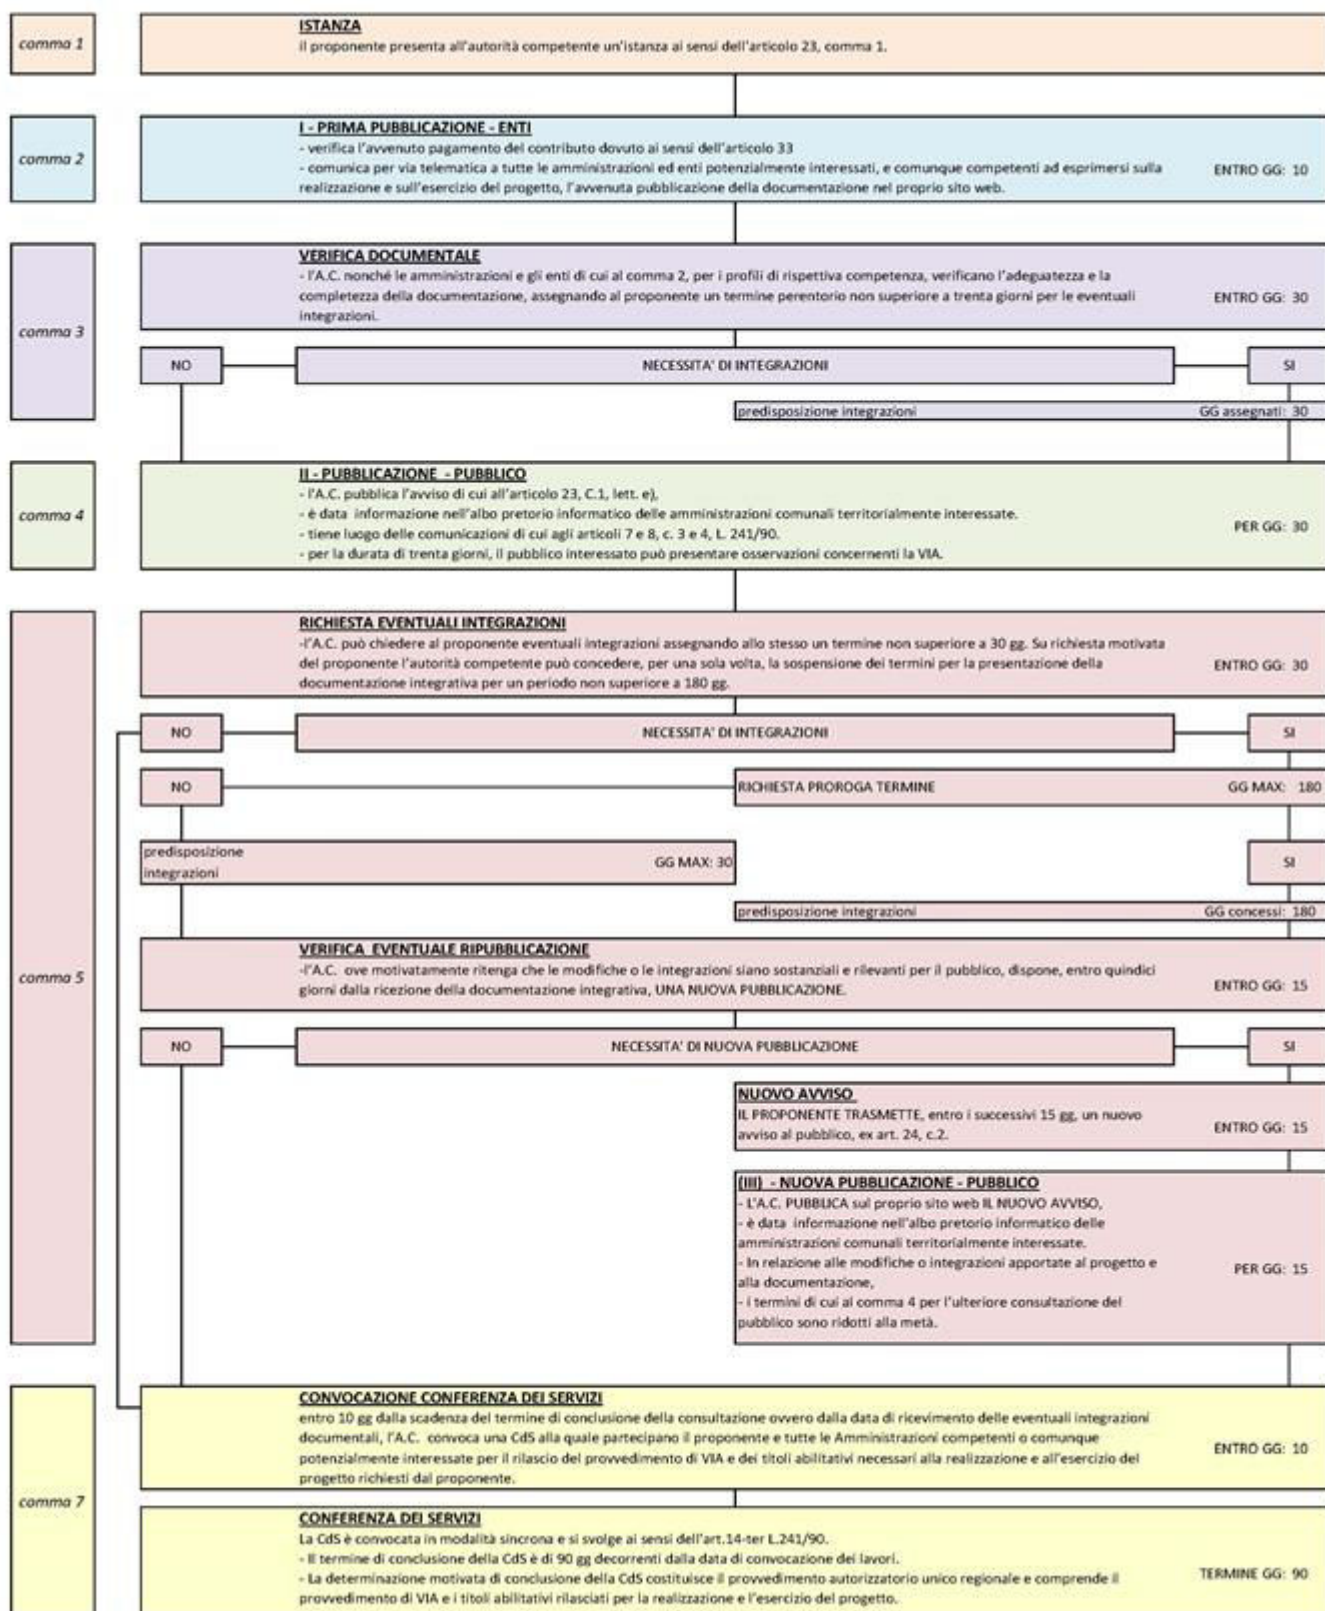 comma 1
ISTANZA
il proponente presenta all'autorità competente un'istanza ai sensi dell'articolo 23, comma 1.
comma 2
I - PRIMA PUBBLICAZIONE - ENTI
- verifica l'avvenuto pagamento del contributo dovuto ai sensi dell'articolo 33
- comunica per via telematica a tutte le amministrazioni ed enti potenzialmente interessati, e comunque competenti ad esprimersi sulla
realizzazione e sull'esercizio del progetto, l'avvenuta pubblicazione della documentazione nel proprio sito web.
ENTRO GG: 10
comma 3
VERIFICA DOCUMENTALE
- l'A.C. nonché le amministrazioni e gli enti di cui al comma 2, per i profili di rispettiva competenza, verificano l'adeguatezza e la
completezza della documentazione, assegnando al proponente un termine perentorio non superiore a trenta giorni per le eventuali
integrazioni.
ENTRO GG: 30
NO
NECESSITA' DI INTEGRAZIONI
SI
predisposizione integrazioni
GG assegnati: 30
comma 4
II - PUBBLICAZIONE - PUBBLICO
- l'A.C. pubblica l'avviso di cui all'articolo 23, C.1, lett. e),
- è data informazione nell'albo pretorio informatico delle amministrazioni comunali territorialmente interessate.
- tiene luogo delle comunicazioni di cui agli articoli 7 e 8, c. 3 e 4, L. 241/90.
- per la durata di trenta giorni, il pubblico interessato può presentare osservazioni concernenti la VIA.
PER GG: 30
comma 5
RICHIESTA EVENTUALI INTEGRAZIONI
-l'A.C. può chiedere al proponente eventuali integrazioni assegnando allo stesso un termine non superiore a 30 gg. Su richiesta motivata
del proponente l'autorità competente può concedere, per una sola volta, la sospensione dei termini per la presentazione della
documentazione integrativa per un periodo non superiore a 180 gg.
ENTRO GG: 30
NO
NECESSITA' DI INTEGRAZIONI
SI
NO
RICHIESTA PROROGA TERMINE
GG MAX: 180
predisposizione
integrazioni
GG MAX: 30
SI
predisposizione integrazioni
GG concessi: 180
VERIFICA EVENTUALE RIPUBBLICAZIONE
-l'A.C. ove motivatamente ritenga che le modifiche o le integrazioni siano sostanziali e rilevanti per il pubblico, dispone, entro quindici
giorni dalla ricezione della documentazione integrativa, UNA NUOVA PUBBLICAZIONE.
ENTRO GG: 15
NO
NECESSITA' DI NUOVA PUBBLICAZIONE
SI
NUOVO AVVISO
IL PROPONENTE TRASMETTE, entro i successivi 15 gg, un nuovo
avviso al pubblico, ex art. 24, c.2.
ENTRO GG: 15
(III) - NUOVA PUBBLICAZIONE - PUBBLICO
- L'A.C. PUBBLICA sul proprio sito web IL NUOVO AVVISO,
- è data informazione nell'albo pretorio informatico delle
amministrazioni comunali territorialmente interessate.
- In relazione alle modifiche o integrazioni apportate al progetto e
alla documentazione,
- i termini di cui al comma 4 per l'ulteriore consultazione del
pubblico sono ridotti alla metà.
PER GG: 15
comma 7
CONVOCAZIONE CONFERENZA DEI SERVIZI
entro 10 gg dalla scadenza del termine di conclusione della consultazione ovvero dalla data di ricevimento delle eventuali integrazioni
documentali, l'A.C. convoca una CdS alla quale partecipano il proponente e tutte le Amministrazioni competenti o comunque
potenzialmente interessate per il rilascio del provvedimento di VIA e dei titoli abilitativi necessari alla realizzazione e all'esercizio del
progetto richiesti dal proponente.
ENTRO GG: 10
CONFERENZA DEI SERVIZI
La CdS è convocata in modalità sincrona e si svolge ai sensi dell'art.14-ter L.241/90.
- Il termine di conclusione della CdS è di 90 gg decorrenti dalla data di convocazione dei lavori.
- La determinazione motivata di conclusione della CdS costituisce il provvedimento autorizzatorio unico regionale e comprende il
provvedimento di VIA e i titoli abilitativi rilasciati per la realizzazione e l'esercizio del progetto.
TERMINE GG: 90